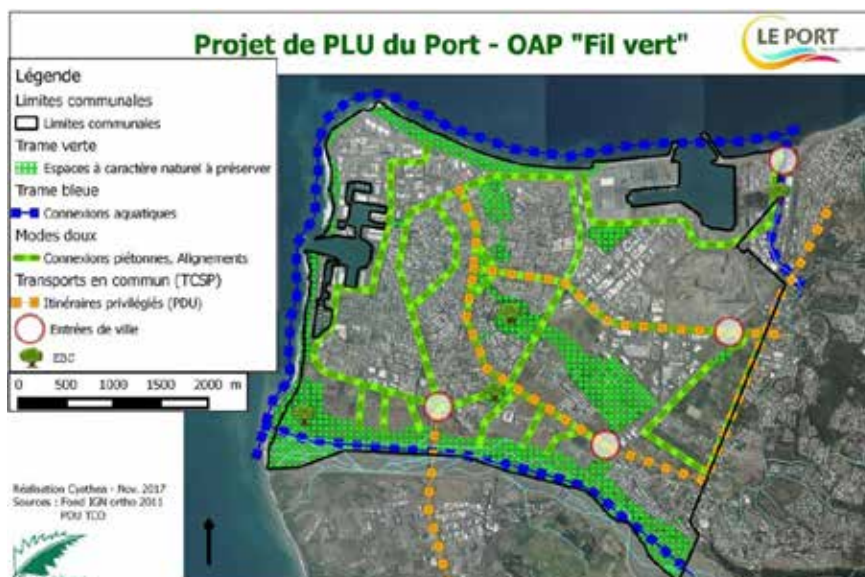 Projet de PLU du Port - OAP "Fil vert"
LE PORT
Légende
Limites communales
Limites communales
Trame verte
Espaces à caractère naturel à préserver
Trame bleue
Connexions aquatiques
Modes doux
Connexions piétonnes, Alignements
Transports en commun (TCSP)
Itinéraires privilégiés (PDU)
Entrées de ville
EBC
0 500 1000 1500 2000 m
Réalisation Cyathea - Nov. 2017
Sources : Fond IGN ortho 2011
PDU TCO